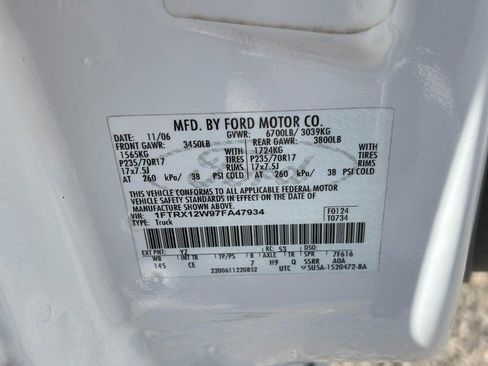 MFD. BY FORD MOTOR CO.
DATE: 11/06 GVWR: 6700LB/ 3039KG
FRONT GAWR: 3450LB REAR GAWR: 3800LB
1565KG WITH 1724KG WITH
P235/70R17 TIRES P235/70R17 TIRES
17x7.5J RIMS 17x7.5J RIMS
AT 260 kPa/ 38 PSI COLD AT 260 kPa/ 38 PSI COLD
THIS VEHICLE CONFORMS TO ALL APPLICABLE FEDERAL MOTOR
VEHICLE SAFETY STANDARDS IN EFFECT ON THE DATE OF
MANUFACTURE SHOWN ABOVE.
VIN: 1FTRX12W97FA47934 F0124
TYPE: Truck T0734
EXT PNT: YZ RC: 53 DSO:
WB INT TR TP/PS R AXLE TR SPR 7F616
145 CE 7 H9 Q SSRR A0A
2200611220852 UTC 5U5A-1520472-BA
Ford